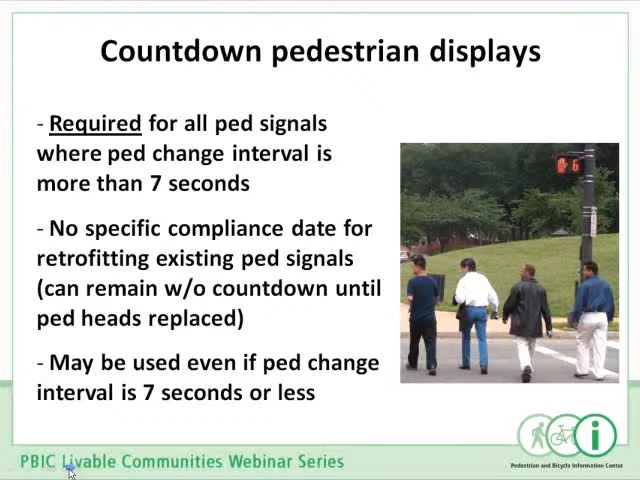 Countdown pedestrian displays
- Required for all ped signals
where ped change interval is
more than 7 seconds
- No specific compliance date for
retrofitting existing ped signals
(can remain w/o countdown until
ped heads replaced)
- May be used even if ped change
interval is 7 seconds or less
6
i
PBIC Livable Communities Webinar Series
Pedestrian and Bicycle Information Center